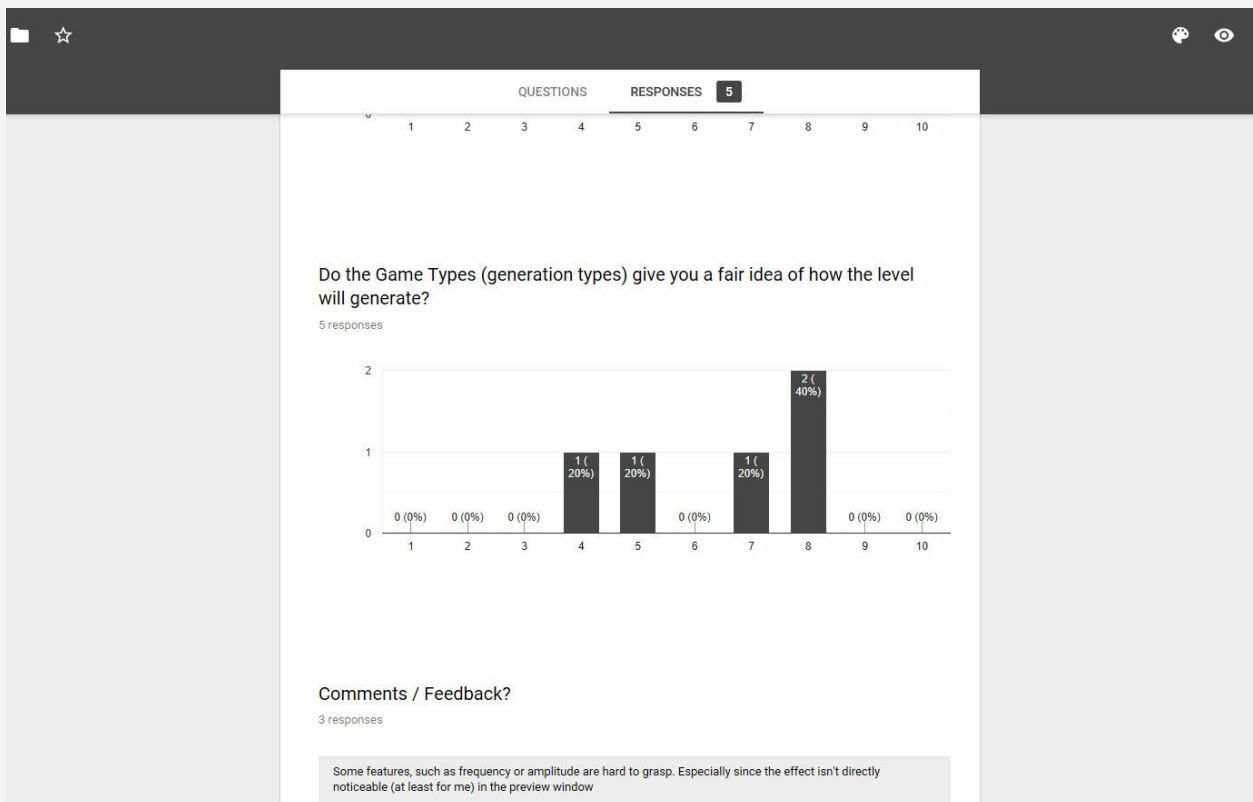 QUESTIONS RESPONSES 5
1 2 3 4 5 6 7 8 9 10
Do the Game Types (generation types) give you a fair idea of how the level
will generate?
5 responses
2
2 (
40%)
1
1 (
20%)
1 (
20%)
1 (
20%)
0 (0%) 0 (0%) 0 (0%) 0 (0%) 0 (0%) 0 (0%)
0
1 2 3 4 5 6 7 8 9 10
Comments / Feedback?
3 responses
Some features, such as frequency or amplitude are hard to grasp. Especially since the effect isn't directly
noticeable (at least for me) in the preview window